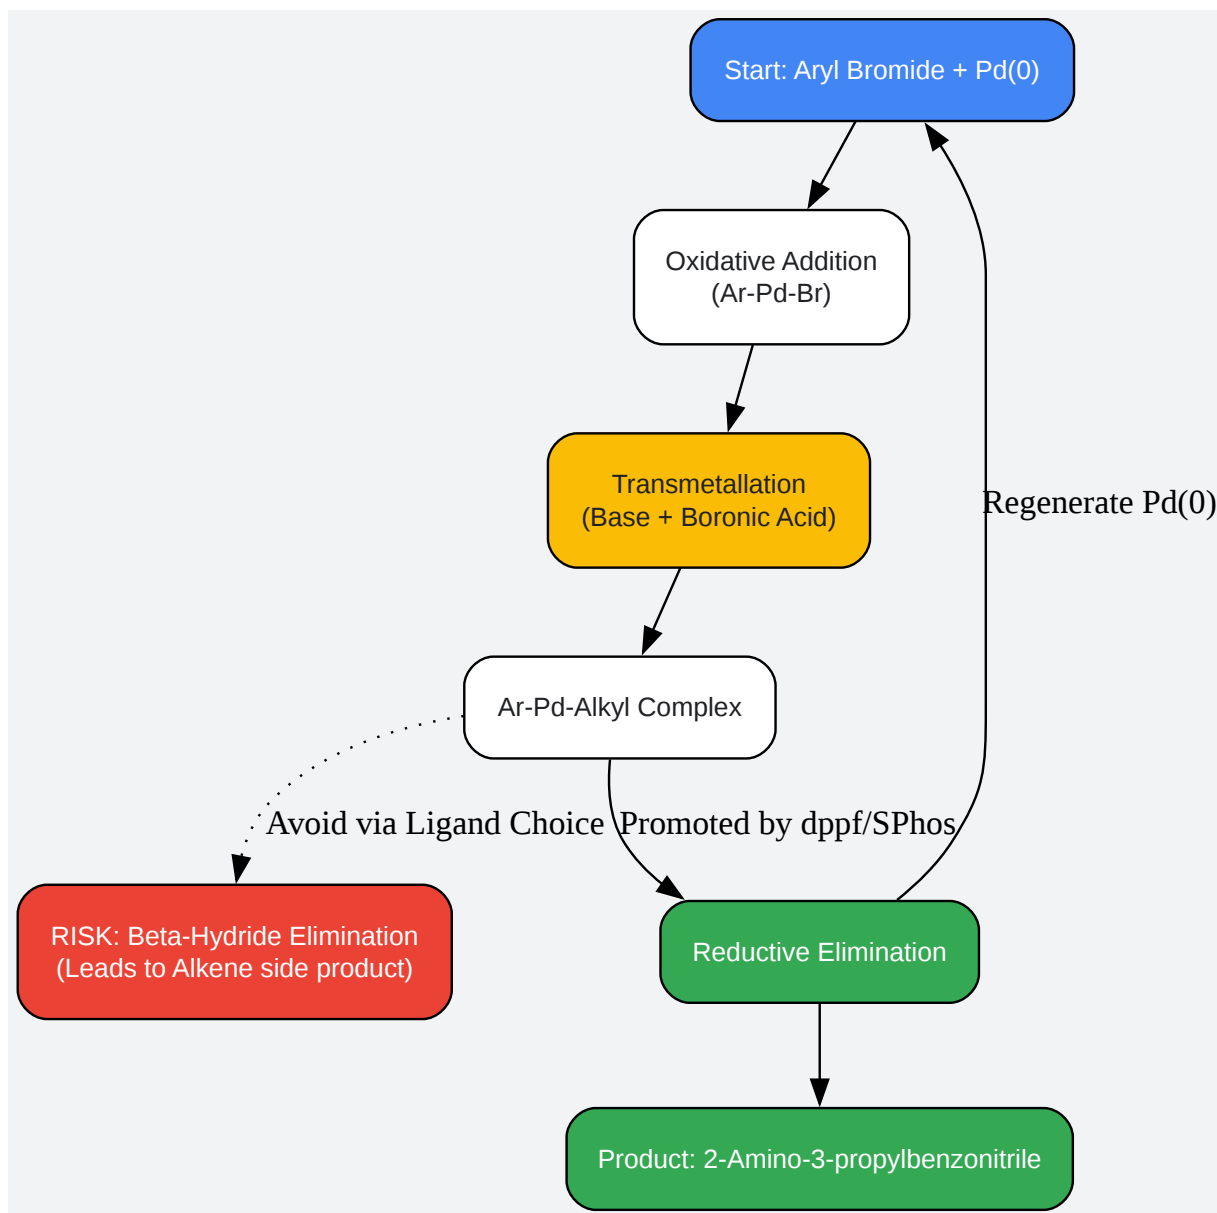 Start: Aryl Bromide + Pd(0)
Oxidative Addition
(Ar-Pd-Br)
Transmetallation
(Base + Boronic Acid)
Regenerate Pd(0)
Ar-Pd-Alkyl Complex
Avoid via Ligand Choice
Promoted by dppf/SPhos
RISK: Beta-Hydride Elimination
(Leads to Alkene side product)
Reductive Elimination
Product: 2-Amino-3-propylbenzonitrile